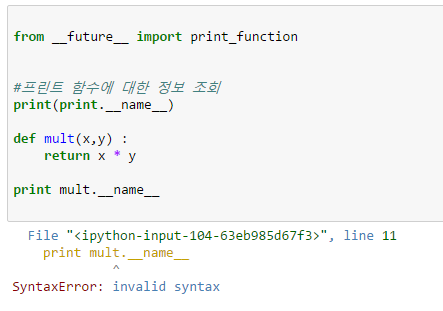 from __future__ import print_function
#프린트 함수에 대한 정보 조회
print(print.__name__)
def mult(x,y) :
    return x * y
print mult.__name__
  File "<ipython-input-104-63eb985d67f3>", line 11
    print mult.__name__
             ^
SyntaxError: invalid syntax